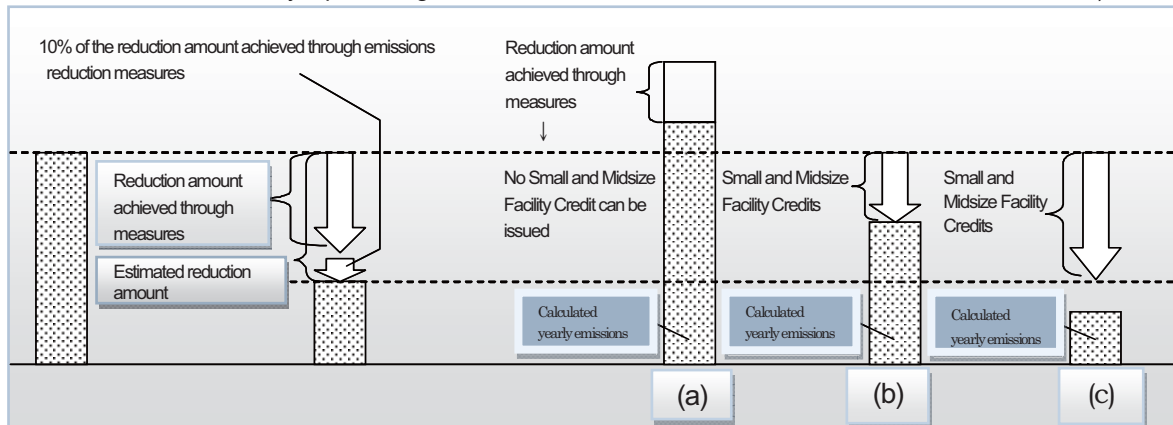 10% of the reduction amount achieved through emissions
reduction measures
Reduction amount
achieved through
measures
Reduction amount
achieved through
measures
Estimated reduction
amount
No Small and Midsize
Facility Credit can be
issued
Small and Midsize
Facility Credits
Small and
Midsize Facility
Credits
Calculated
yearly emissions
Calculated
yearly emissions
Calculated
yearly emissions
(a)
(b)
(c)